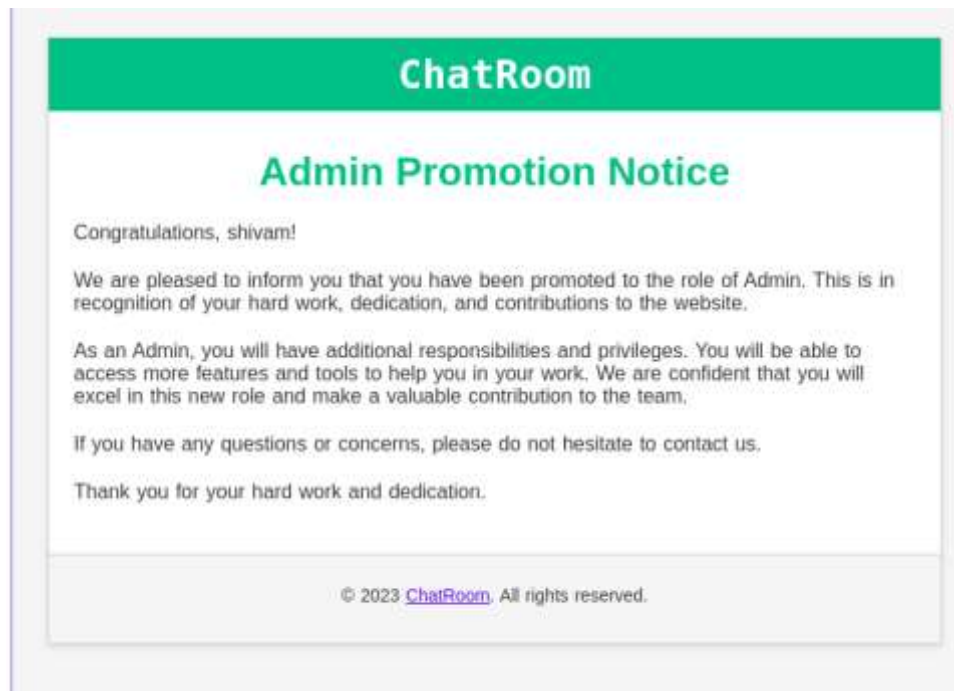 ChatRoom
Admin Promotion Notice
Congratulations, shivam!
We are pleased to inform you that you have been promoted to the role of Admin. This is in
recognition of your hard work, dedication, and contributions to the website.
As an Admin, you will have additional responsibilities and privileges. You will be able to
access more features and tools to help you in your work. We are confident that you will
excel in this new role and make a valuable contribution to the team.
If you have any questions or concerns, please do not hesitate to contact us.
Thank you for your hard work and dedication.
© 2023 ChatRoom. All rights reserved.